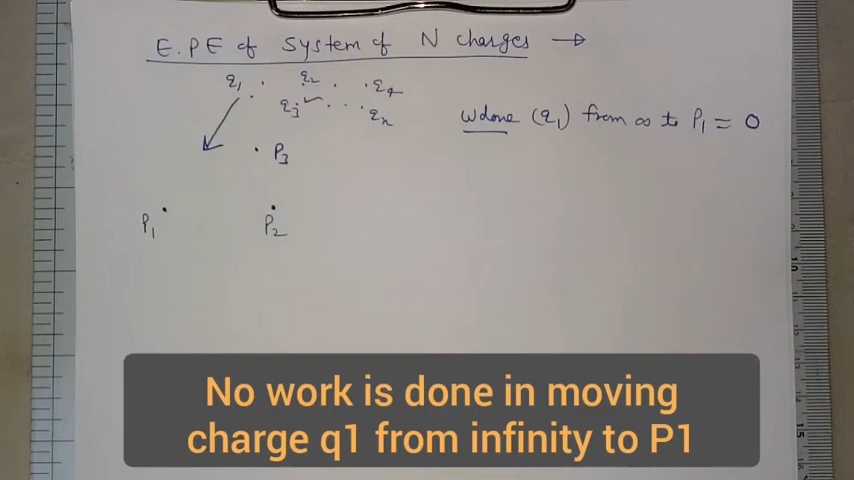 E.PE of System of N charges →
q1 q2 q4
q3 qn
Wdone (q1) from ∞ to P1 = 0
P3
P1 P2
No work is done in moving
charge q1 from infinity to P1